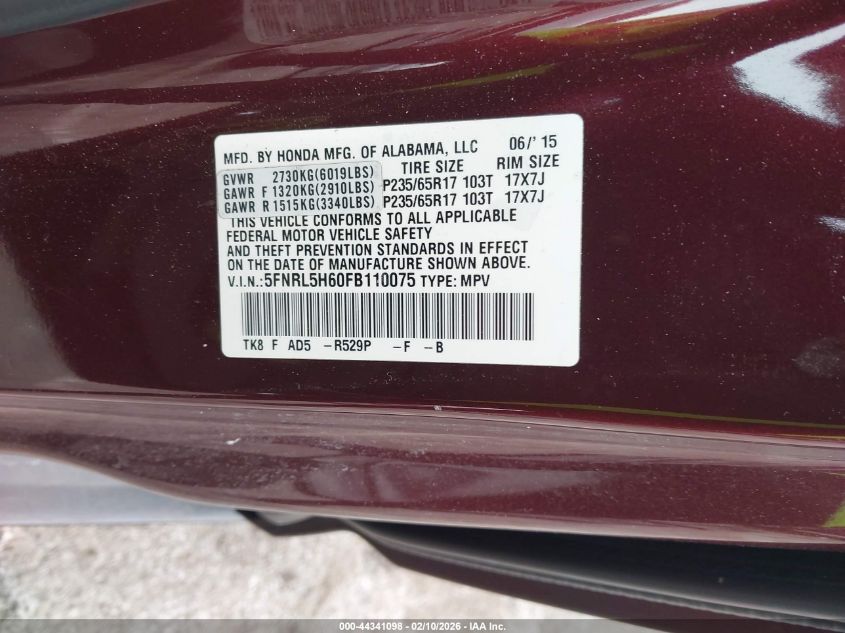 MFD. BY HONDA MFG. OF ALABAMA, LLC 06/' 15
TIRE SIZE RIM SIZE
GVWR 2730KG(6019LBS)
GAWR F 1320KG(2910LBS) P235/65R17 103T 17X7J
GAWR R 1515KG(3340LBS) P235/65R17 103T 17X7J
THIS VEHICLE CONFORMS TO ALL APPLICABLE
FEDERAL MOTOR VEHICLE SAFETY
AND THEFT PREVENTION STANDARDS IN EFFECT
ON THE DATE OF MANUFACTURE SHOWN ABOVE.
V.I.N.:5FNRL5H60FB110075 TYPE: MPV
TK8 F AD5 -R529P -F -B
000-44341098 - 02/10/2026 - IAA Inc.